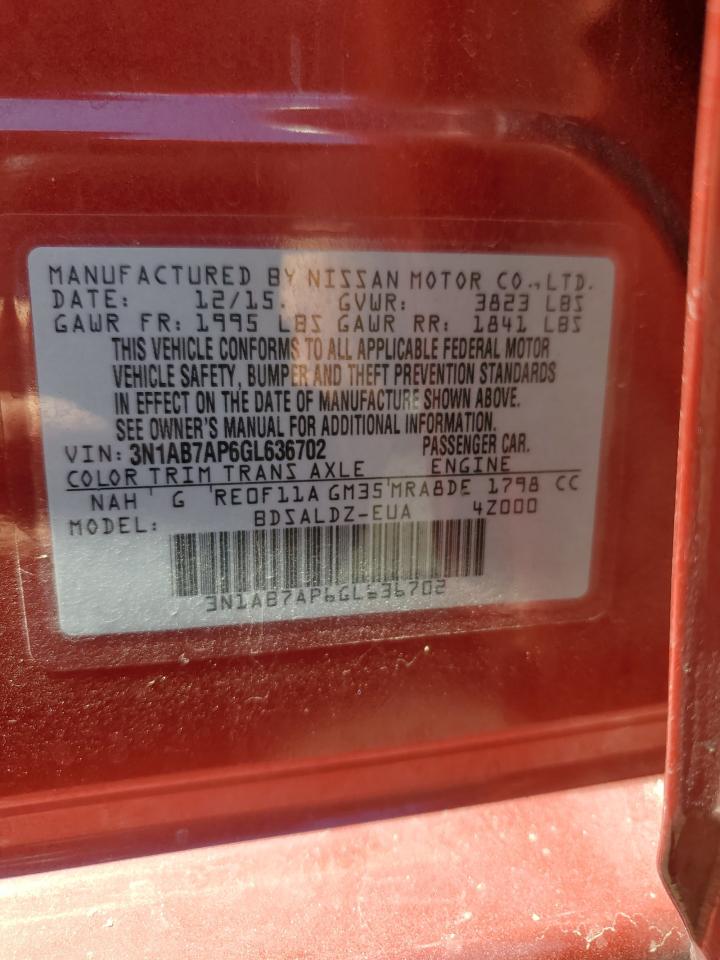 MANUFACTURED BY NISSAN MOTOR CO.,LTD.
DATE: 12/15. GVWR: 3823 LBS
GAWR FR: 1995 LBS GAWR RR: 1841 LBS
THIS VEHICLE CONFORMS TO ALL APPLICABLE FEDERAL MOTOR
VEHICLE SAFETY, BUMPER AND THEFT PREVENTION STANDARDS
IN EFFECT ON THE DATE OF MANUFACTURE SHOWN ABOVE.
SEE OWNER'S MANUAL FOR ADDITIONAL INFORMATION.
VIN: 3N1AB7AP6GL636702 PASSENGER CAR.
COLOR TRIM TRANS AXLE ENGINE
NAH G RE0F11A GM35 MRA8DE 1798 CC
MODEL: BDSALDZ-EUA 4Z000
3N1AB7AP6GL636702